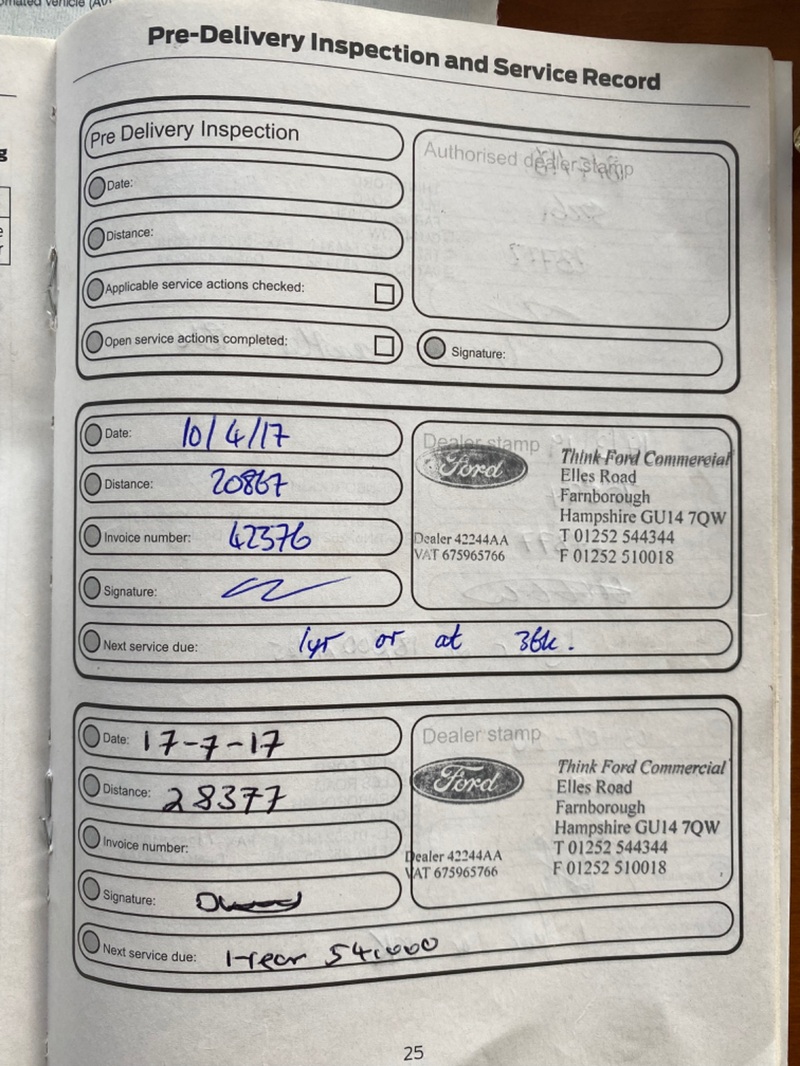 Pre-Delivery Inspection and Service Record
Pre Delivery Inspection
Authorised dealer stamp
Date:
Distance:
Applicable service actions checked:
Open service actions completed:
Signature:
Date: 10/4/17
Distance: 20867
Invoice number: 42376
Signature:
Next service due: 1yr or at 36k.
Dealer stamp
Ford
Think Ford Commercial
Elles Road
Farnborough
Hampshire GU14 7QW
Dealer 42244AA T 01252 544344
VAT 675965766 F 01252 510018
Date: 17-7-17
Distance: 28377
Invoice number:
Signature:
Next service due: 1-Year 54,000
Dealer stamp
Ford
Think Ford Commercial
Elles Road
Farnborough
Hampshire GU14 7QW
Dealer 42244AA T 01252 544344
VAT 675965766 F 01252 510018
25